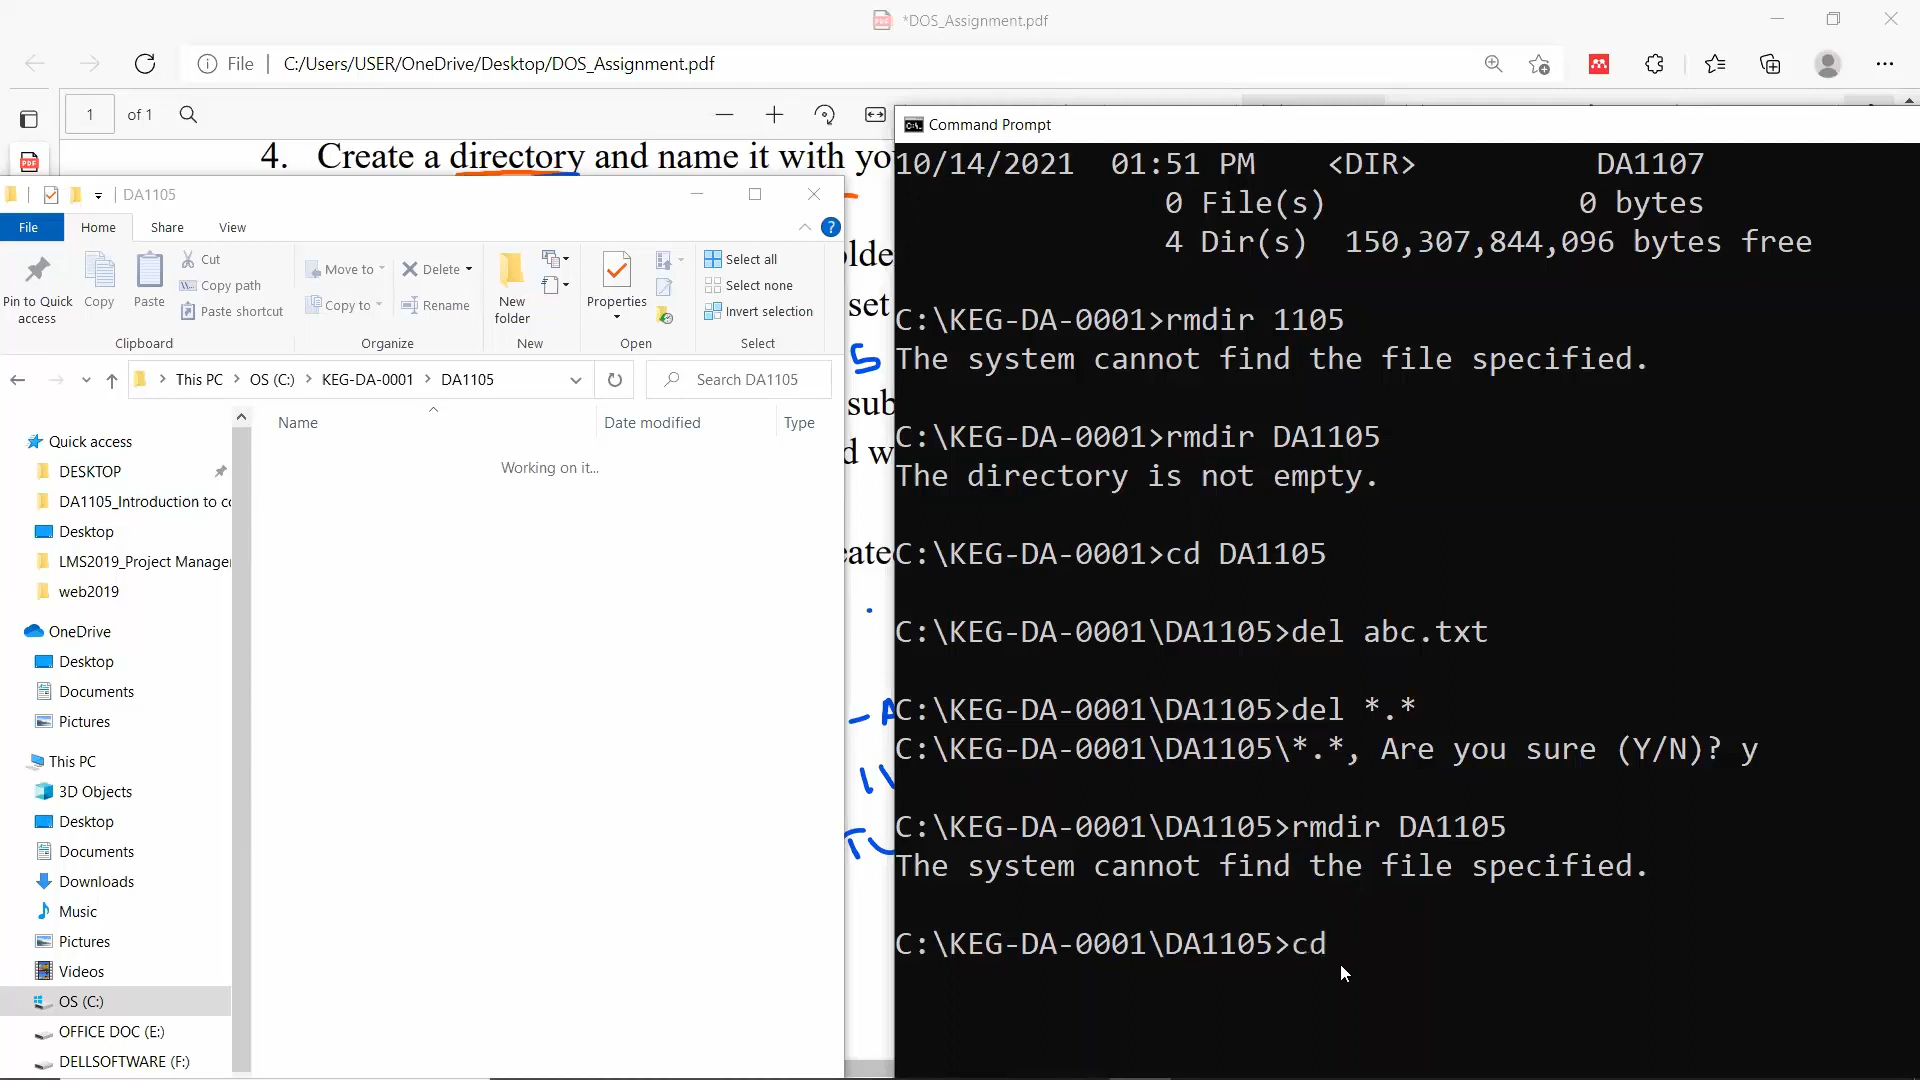 *DOS_Assignment.pdf
File | C:/Users/USER/OneDrive/Desktop/DOS_Assignment.pdf
1 of 1
4. Create a directory and name it with yo
DA1105
File Home Share View
Pin to Quick access
Copy
Paste
Cut
Copy path
Paste shortcut
Move to
Copy to
Delete
Rename
New folder
Properties
Select all
Select none
Invert selection
Clipboard Organize New Open Select
This PC > OS (C:) > KEG-DA-0001 > DA1105
Search DA1105
Name Date modified Type
Working on it...
Quick access
DESKTOP
DA1105_Introduction to co
Desktop
LMS2019_Project Manager
web2019
OneDrive
Desktop
Documents
Pictures
This PC
3D Objects
Desktop
Documents
Downloads
Music
Pictures
Videos
OS (C:)
OFFICE DOC (E:)
DELLSOFTWARE (F:)
olde
set
5
sub
d w
eate
- A
TU
Command Prompt
10/14/2021 01:51 PM <DIR> DA1107
0 File(s) 0 bytes
4 Dir(s) 150,307,844,096 bytes free
C:\KEG-DA-0001>rmdir 1105
The system cannot find the file specified.
C:\KEG-DA-0001>rmdir DA1105
The directory is not empty.
C:\KEG-DA-0001>cd DA1105
C:\KEG-DA-0001\DA1105>del abc.txt
C:\KEG-DA-0001\DA1105>del *.*
C:\KEG-DA-0001\DA1105\*.*, Are you sure (Y/N)? y
C:\KEG-DA-0001\DA1105>rmdir DA1105
The system cannot find the file specified.
C:\KEG-DA-0001\DA1105>cd